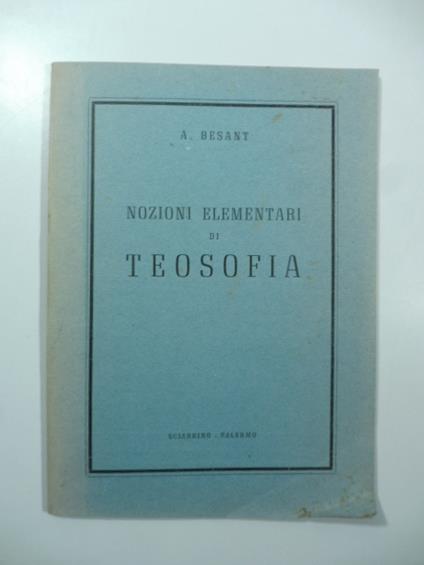 A. BESANT
NOZIONI ELEMENTARI
DI
TEOSOFIA
SCIARRINO - PALERMO